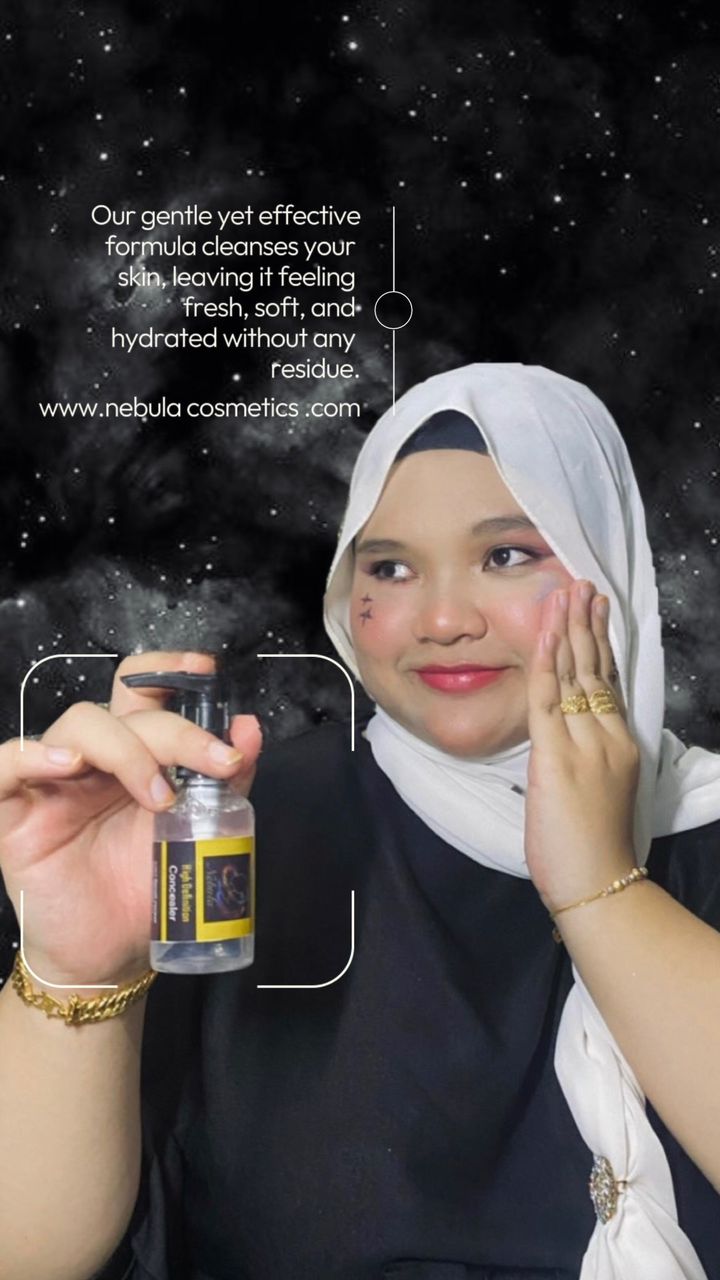 Our gentle yet effective
formula cleanses your
skin, leaving it feeling
fresh, soft, and
hydrated without any
residue.
www.nebula cosmetics .com
High Definition
Concealer